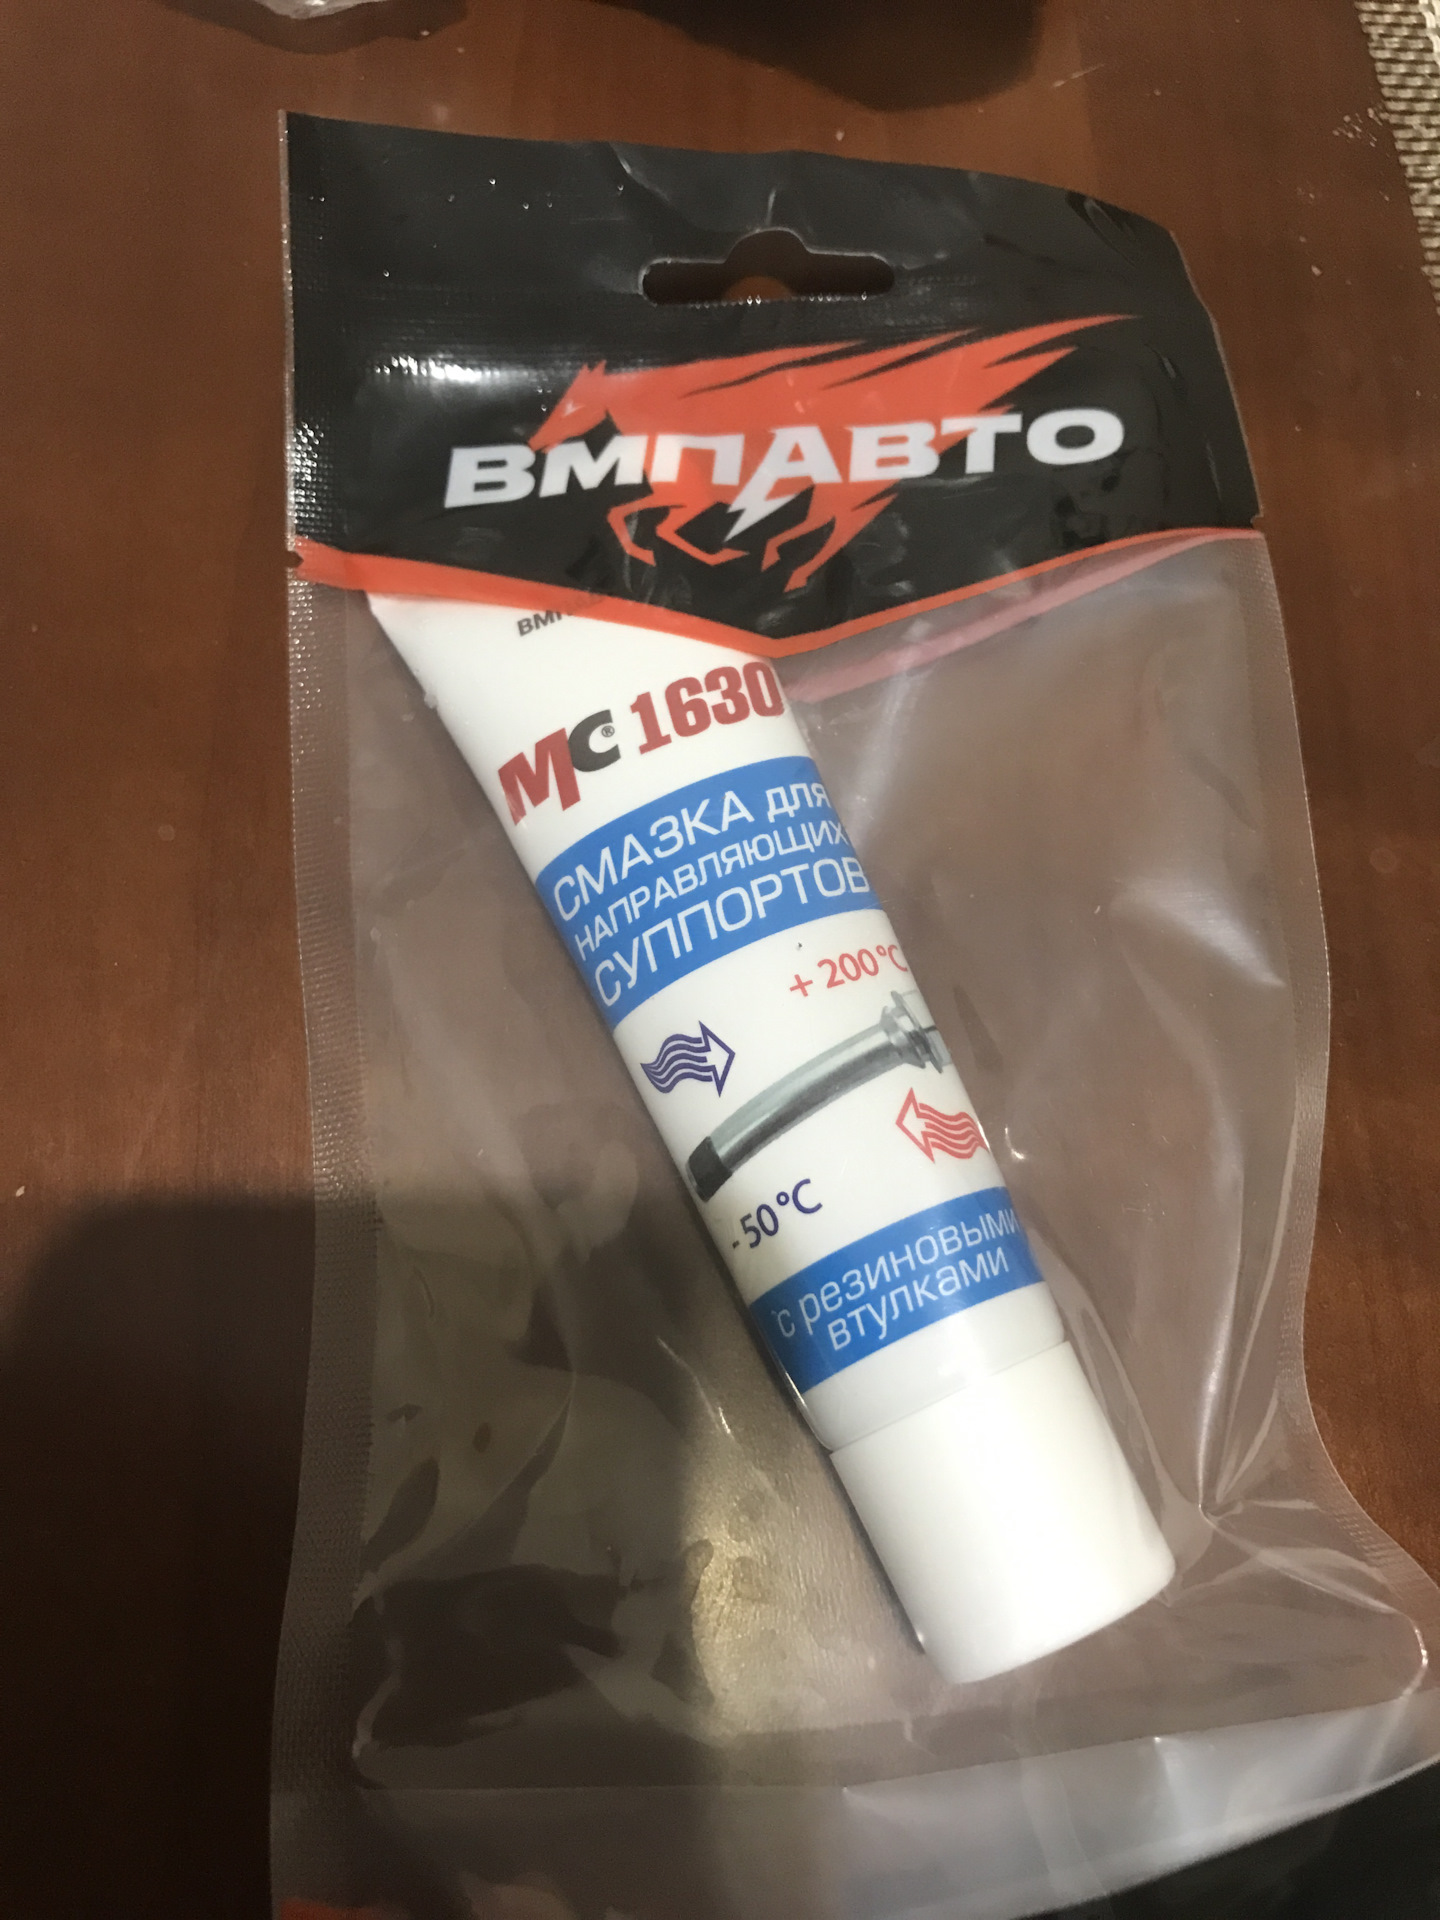 ВМПАВТО
МС® 1630
СМАЗКА для
НАПРАВЛЯЮЩИХ
СУППОРТОВ
+ 200°C
- 50°C
с резиновыми
втулками